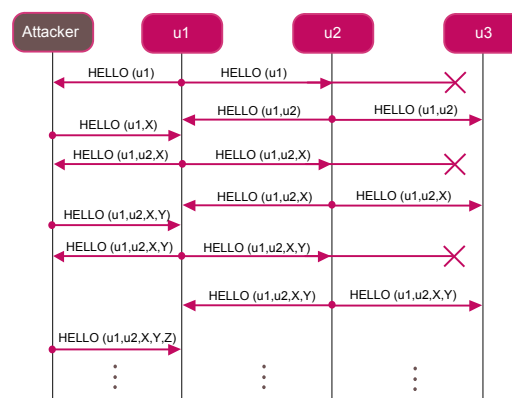 Attacker u1 u2 u3
HELLO (u1) HELLO (u1)
HELLO (u1,u2) HELLO (u1,u2)
HELLO (u1,X)
HELLO (u1,u2,X) HELLO (u1,u2,X)
HELLO (u1,u2,X) HELLO (u1,u2,X)
HELLO (u1,u2,X,Y)
HELLO (u1,u2,X,Y) HELLO (u1,u2,X,Y)
HELLO (u1,u2,X,Y) HELLO (u1,u2,X,Y)
HELLO (u1,u2,X,Y,Z)